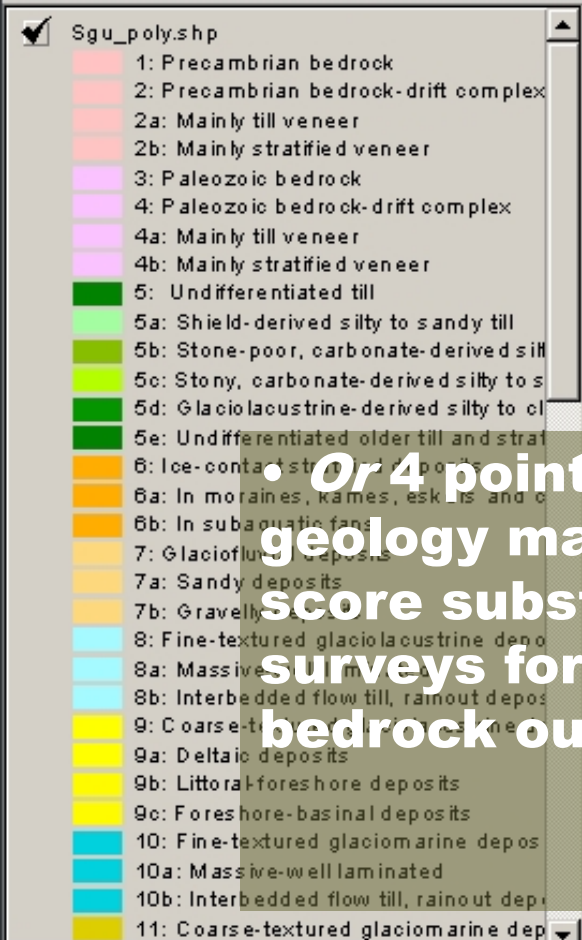 Sgu_poly.shp
1: Precambrian bedrock
2: Precambrian bedrock-drift complex
2a: Mainly till veneer
2b: Mainly stratified veneer
3: Paleozoic bedrock
4: Paleozoic bedrock-drift complex
4a: Mainly till veneer
4b: Mainly stratified veneer
5: Undifferentiated till
5a: Shield-derived silty to sandy till
5b: Stone-poor, carbonate-derived silt
5c: Stony, carbonate-derived silty to s
5d: Glaciolacustrine-derived silty to cl
5e: Undifferentiated older till and strat
6: Ice-contact stratified deposits
6a: In moraines, kames, eskers and c
6b: In subaquatic fans
7: Glaciofluvial deposits
7a: Sandy deposits
7b: Gravelly deposits
8: Fine-textured glaciolacustrine depo
8a: Massive
8b: Interbedded flow till, rainout depos
9: Coarse-textured
9a: Deltaic deposits
9b: Littoral-foreshore deposits
9c: Foreshore-basinal deposits
10: Fine-textured glaciomarine depos
10a: Massive-well laminated
10b: Interbedded flow till, rainout depo
11: Coarse-textured glaciomarine dep
• Or 4 point
geology ma
score subst
surveys for
bedrock ou